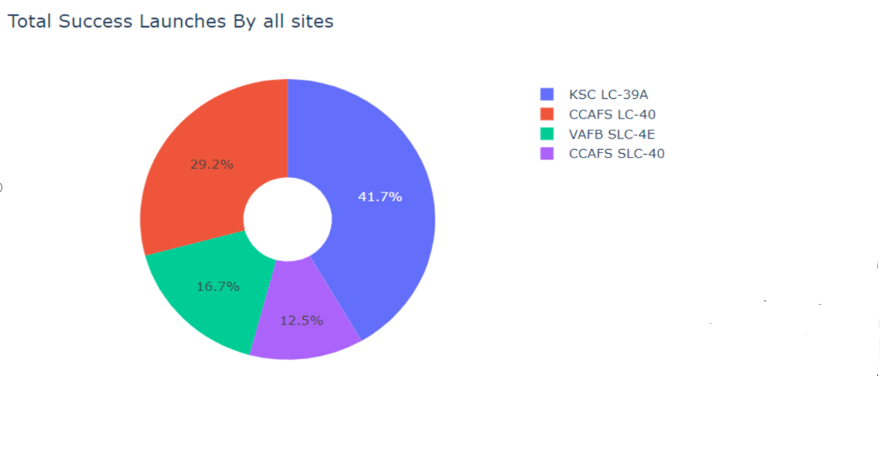 Total Success Launches By all sites
KSC LC-39A
CCAFS LC-40
VAFB SLC-4E
CCAFS SLC-40
29.2%
41.7%
16.7%
12.5%